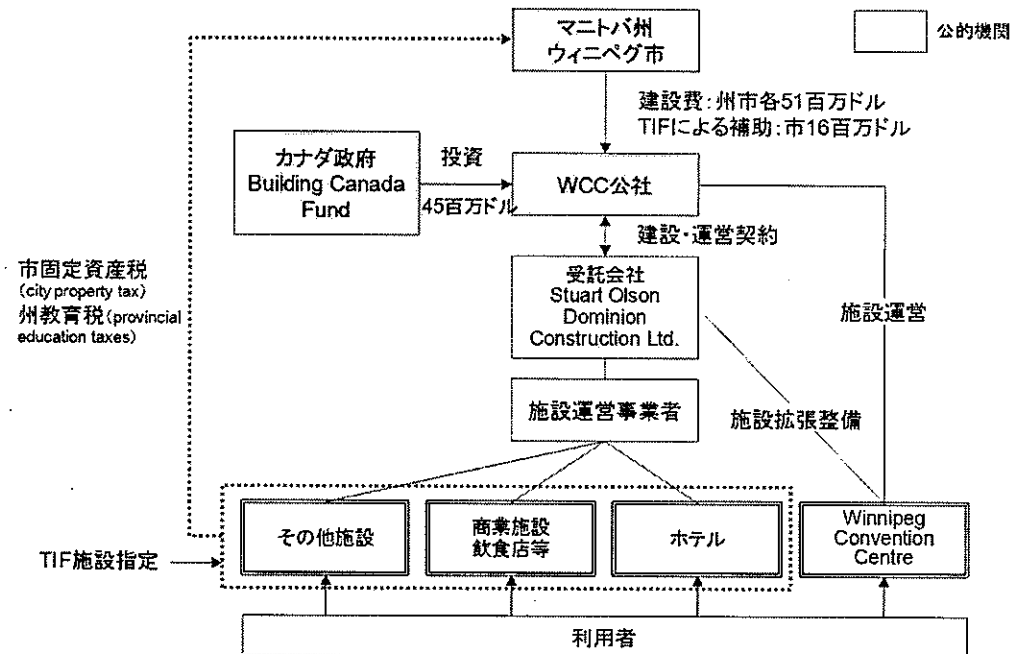 マニトバ州
ウィニペグ市
公的機関
建設費:州市各51百万ドル
TIFによる補助:市16百万ドル
カナダ政府
Building Canada
Fund
投資
45百万ドル
WCC公社
建設・運営契約
市固定資産税
(city property tax)
州教育税(provincial
education taxes)
受託会社
Stuart Olson
Dominion
Construction Ltd.
施設運営
施設運営事業者
施設拡張整備
その他施設
商業施設
飲食店等
ホテル
Winnipeg
Convention
Centre
TIF施設指定
利用者